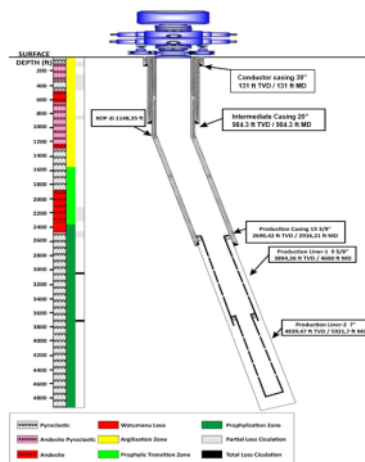 SURFACE
DEPTH (ft)
200
400
600
800
1000
1200
1400
1600
1800
2000
2200
2400
2600
2800
3000
3200
3400
3600
3800
4000
4200
4400
4600
4800
Conductor casing 30"
131 ft TVD / 131 ft MD
Intermediate Casing 20"
984.3 ft TVD / 984.3 ft MD
KOP di 1148,35 ft
Production Casing 13 3/8"
2690,42 ft TVD / 2916,21 ft MD
Production Liner-1 9 5/8"
3894,26 ft TVD / 4688 ft MD
Production Liner-2 7"
4839,47 ft TVD / 5921,7 ft MD
Pyroclastic
Andesite Pyroclastic
Andesite
Watumanu Lava
Argilization Zone
Prophylic Transition Zone
Prophylization Zone
Partial Loss Circulation
Total Loss Circulation